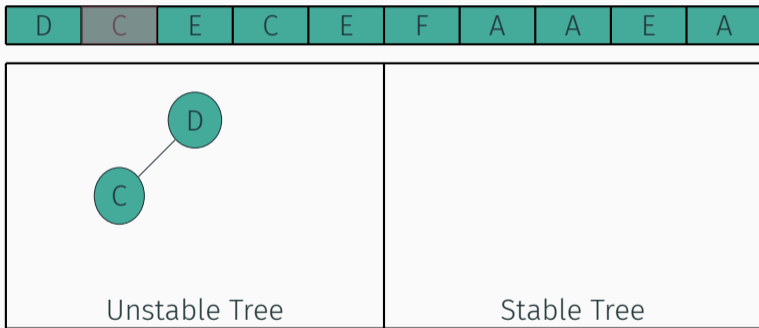 D C E C E F A A E A
D
C
Unstable Tree Stable Tree